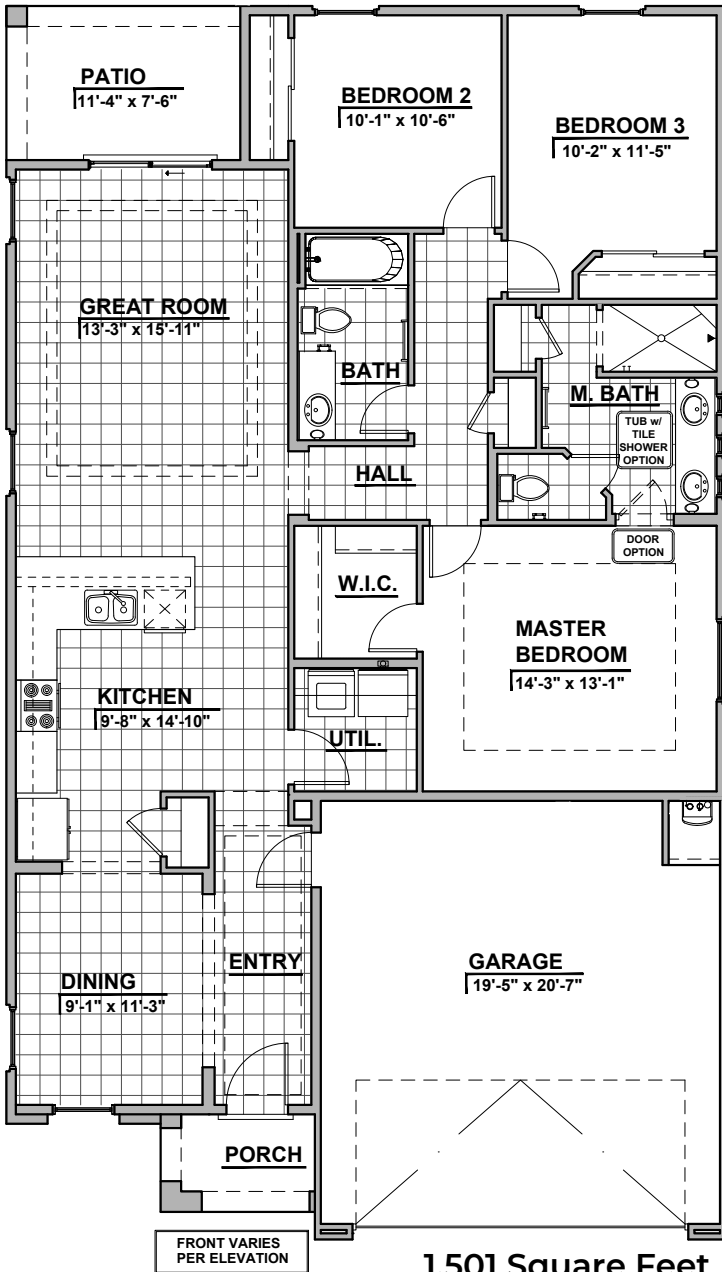 PATIO
11'-4" x 7'-6"
BEDROOM 2
10'-1" x 10'-6"
BEDROOM 3
10'-2" x 11'-5"
GREAT ROOM
13'-3" x 15'-11"
BATH
M. BATH
TUB w/
TILE
SHOWER
OPTION
HALL
DOOR
OPTION
W.I.C.
MASTER
BEDROOM
14'-3" x 13'-1"
KITCHEN
9'-8" x 14'-10"
UTIL.
DINING
9'-1" x 11'-3"
ENTRY
GARAGE
19'-5" x 20'-7"
PORCH
FRONT VARIES
PER ELEVATION
1,501 Square Feet